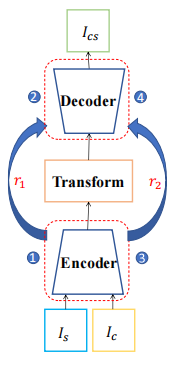 I_cs
② Decoder ④
r_1 Transform r_2
① Encoder ③
I_s I_c